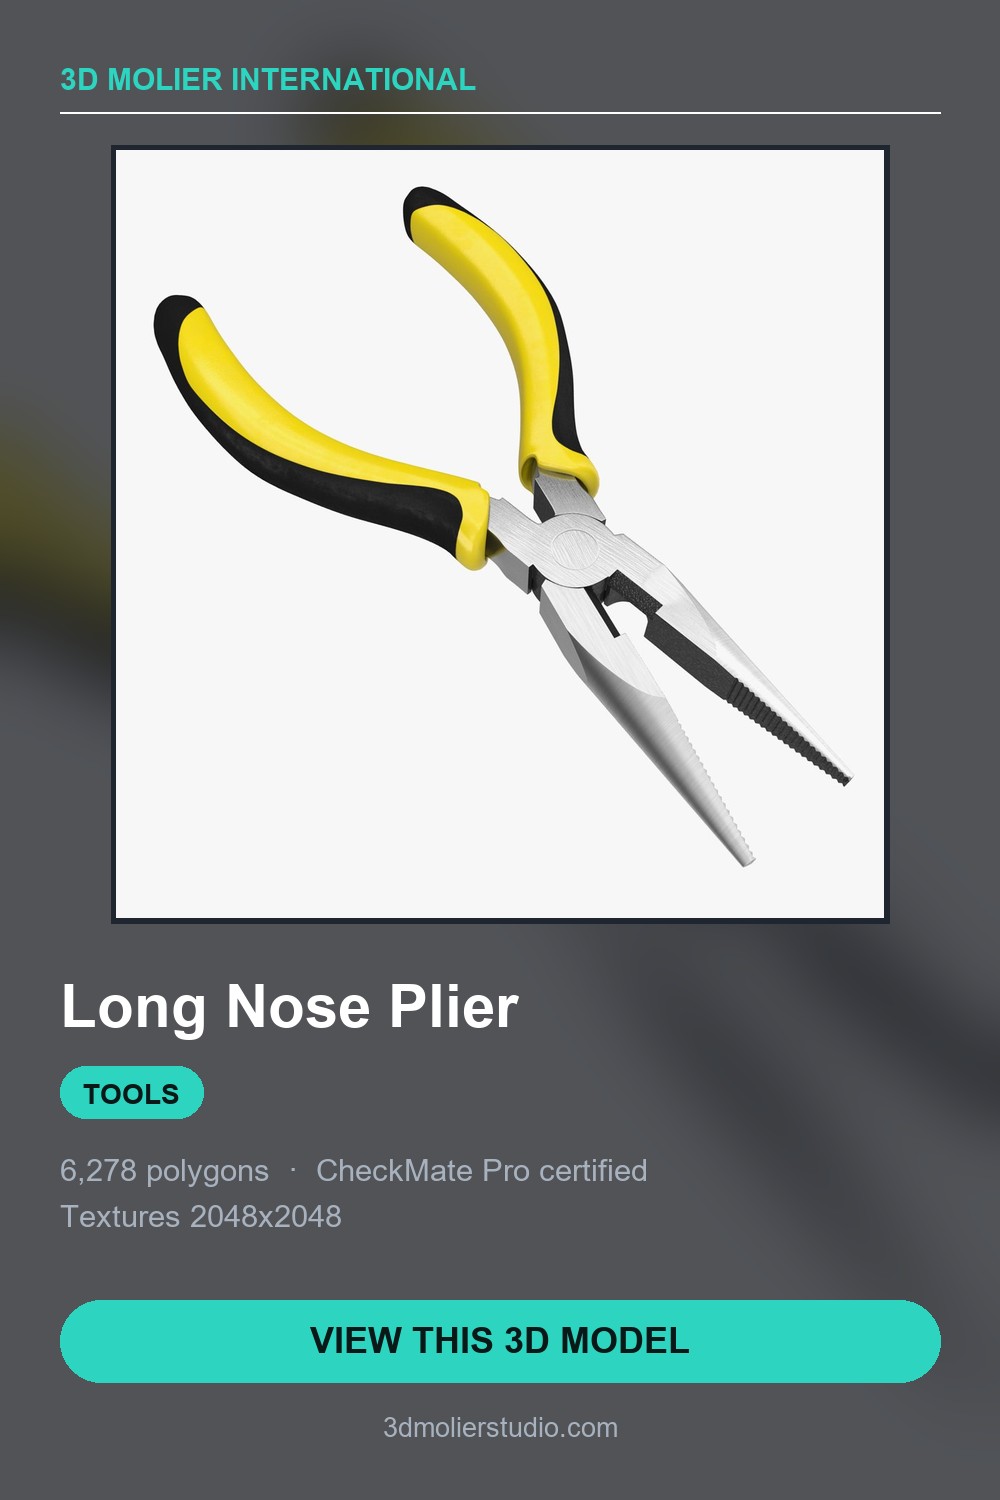 3D MOLIER INTERNATIONAL
Long Nose Plier
TOOLS
6,278 polygons · CheckMate Pro certified
Textures 2048x2048
VIEW THIS 3D MODEL
3dmolierstudio.com